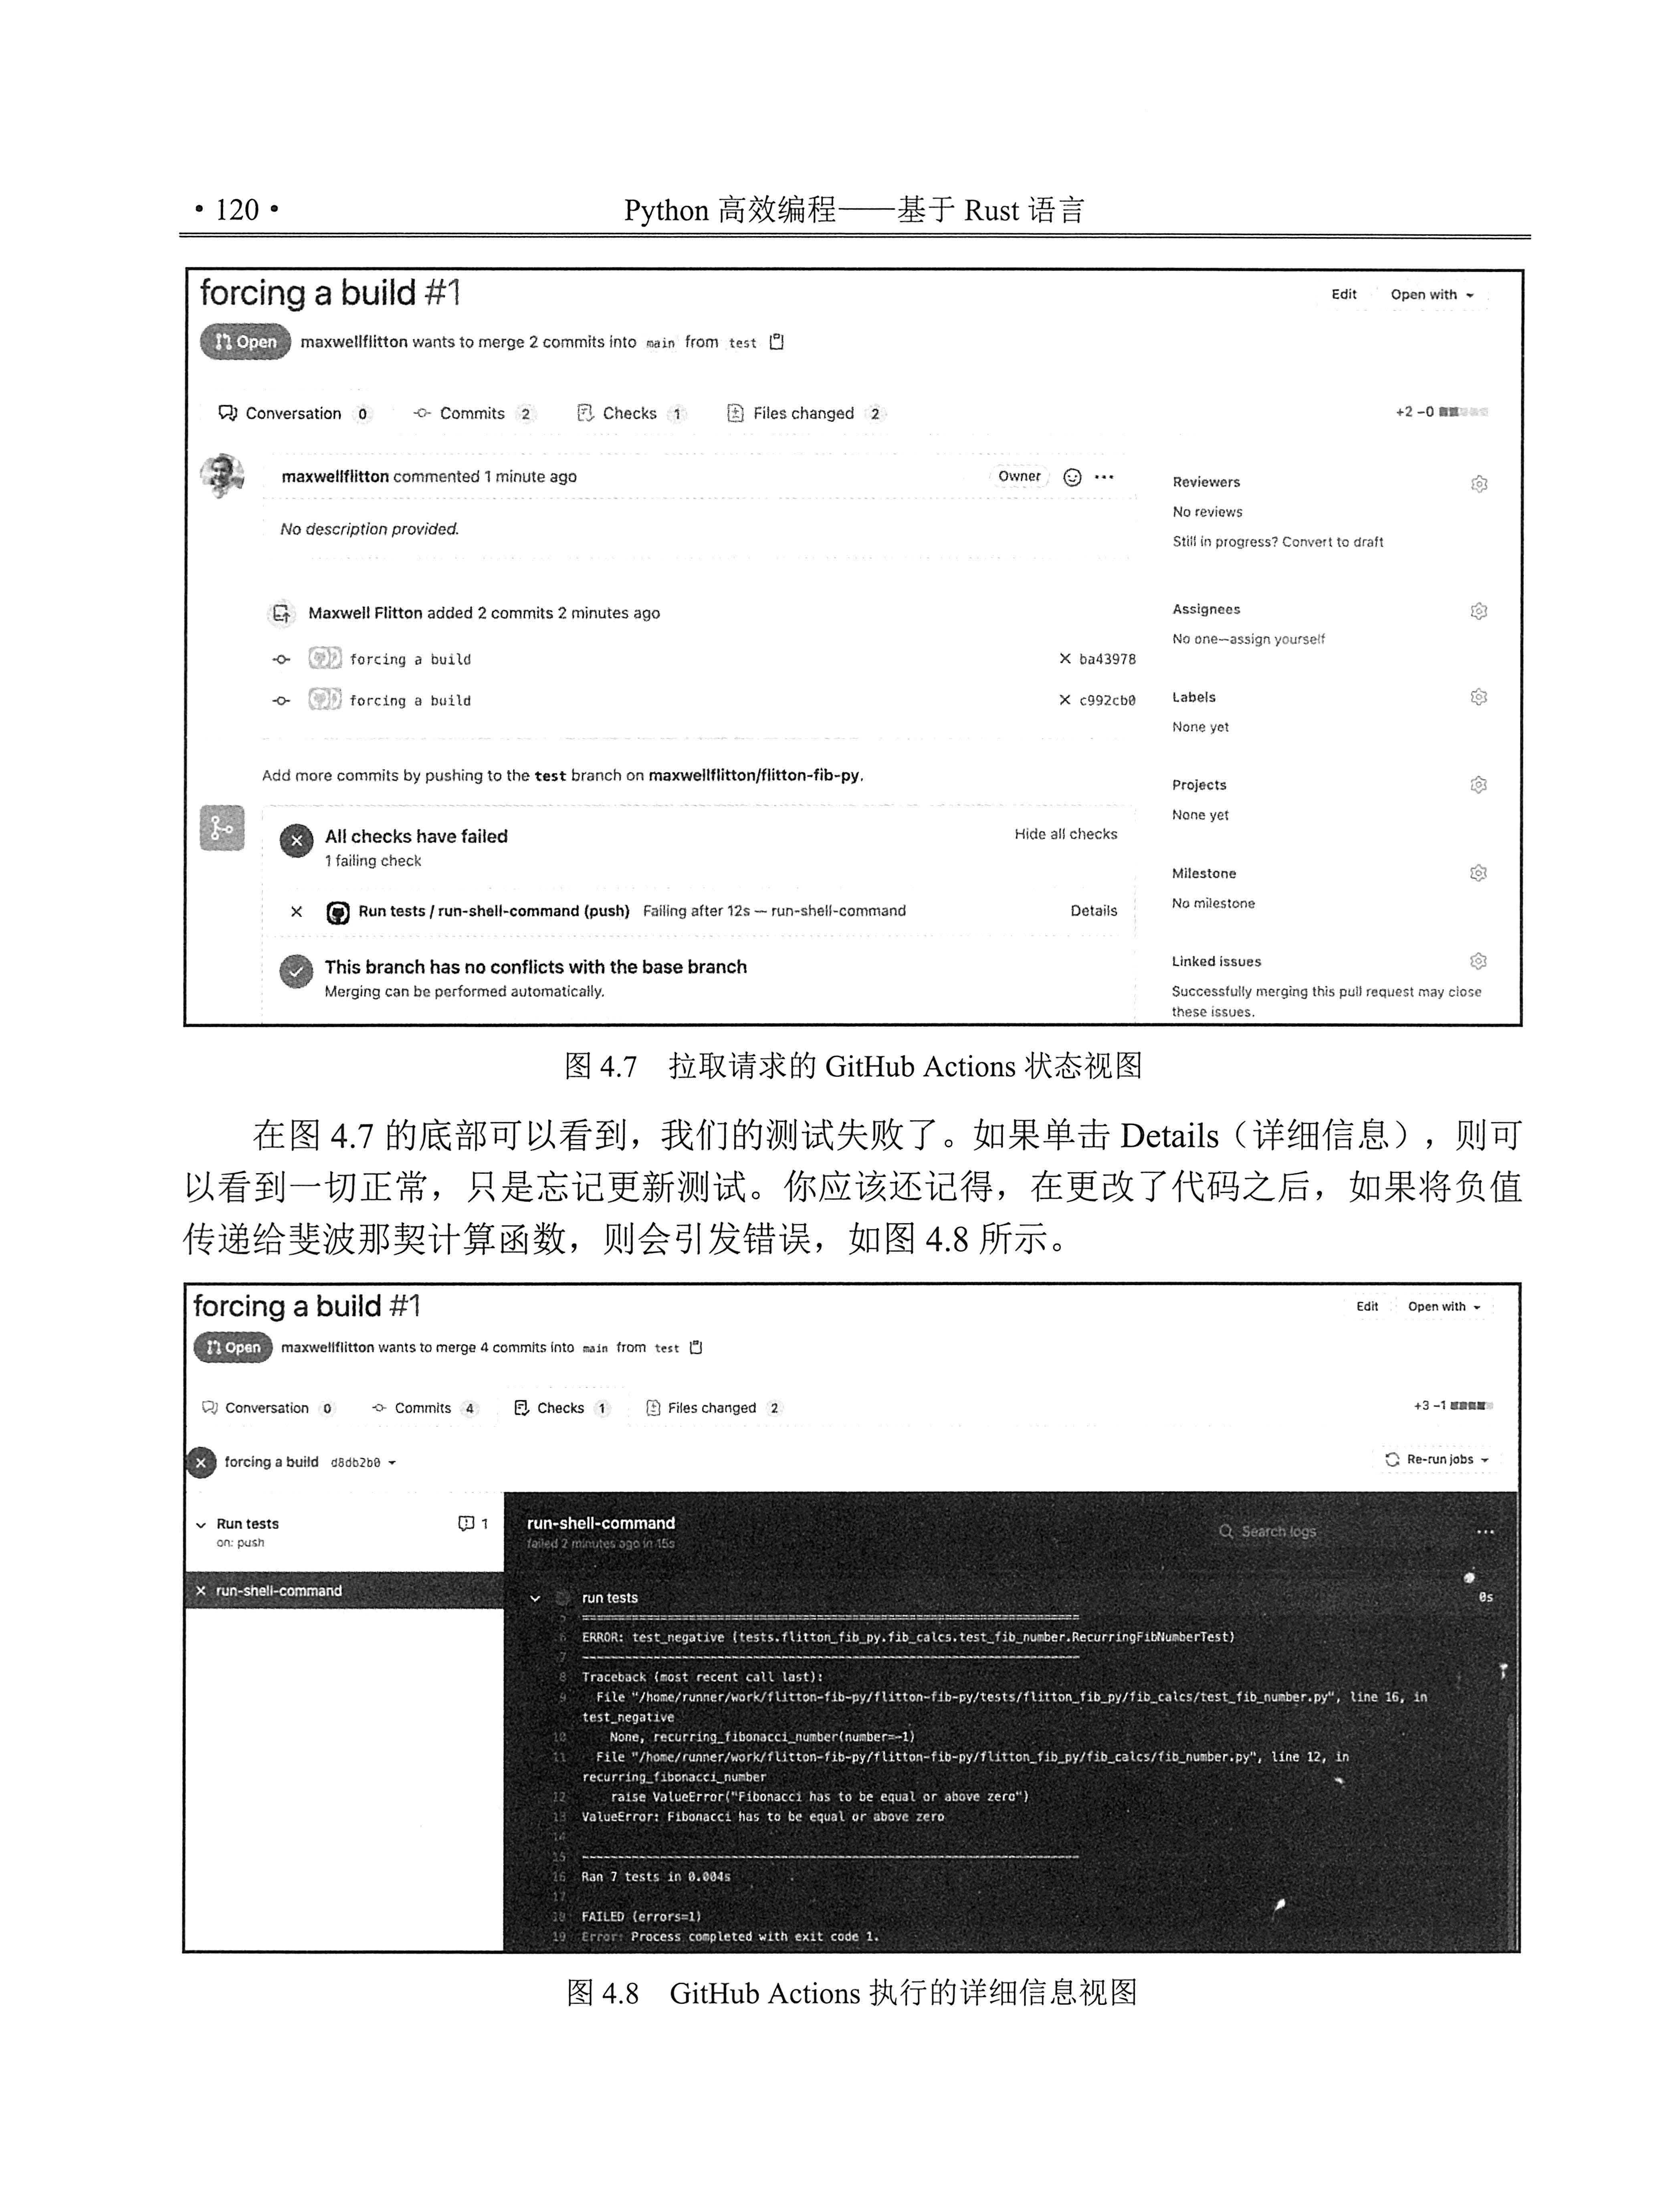 • 120 •
Python 高效编程——基于 Rust 语言
forcing a build #1
Edit
Open with
Open
maxwellflitton wants to merge 2 commits into main from test
Conversation 0
Commits 2
Checks 1
Files changed 2
+2 −0
maxwellflitton commented 1 minute ago
Owner
No description provided.
Maxwell Flitton added 2 commits 2 minutes ago
forcing a build
ba43978
forcing a build
c992cb0
Add more commits by pushing to the test branch on maxwellflitton/flitton-fib-py.
All checks have failed
1 failing check
Hide all checks
Run tests / run-shell-command (push) Failing after 12s — run-shell-command
Details
This branch has no conflicts with the base branch
Merging can be performed automatically.
Reviewers
No reviews
Still in progress? Convert to draft
Assignees
No one—assign yourself
Labels
None yet
Projects
None yet
Milestone
No milestone
Linked issues
Successfully merging this pull request may close
these issues.
图 4.7 拉取请求的 GitHub Actions 状态视图
在图 4.7 的底部可以看到，我们的测试失败了。如果单击 Details（详细信息），则可
以看到一切正常，只是忘记更新测试。你应该还记得，在更改了代码之后，如果将负值
传递给斐波那契计算函数，则会引发错误，如图 4.8 所示。
forcing a build #1
Edit
Open with
Open
maxwellflitton wants to merge 4 commits into main from test
Conversation 0
Commits 4
Checks 1
Files changed 2
+3 −1
forcing a build d8db2b0
Re-run jobs
Run tests
1
on: push
run-shell-command
run-shell-command
failed 2 minutes ago in 15s
Search logs
run tests
0s
5 ======================================================================
6 ERROR: test_negative (tests.flitton_fib_py.fib_calcs.test_fib_number.RecurringFibNumberTest)
7 ----------------------------------------------------------------------
8 Traceback (most recent call last):
9 File "/home/runner/work/flitton-fib-py/flitton-fib-py/tests/flitton_fib_py/fib_calcs/test_fib_number.py", line 16, in
test_negative
10 None, recurring_fibonacci_number(number=-1)
11 File "/home/runner/work/flitton-fib-py/flitton-fib-py/flitton_fib_py/fib_calcs/fib_number.py", line 12, in
recurring_fibonacci_number
12 raise ValueError("Fibonacci has to be equal or above zero")
13 ValueError: Fibonacci has to be equal or above zero
14
15 ----------------------------------------------------------------------
16 Ran 7 tests in 0.004s
17
18 FAILED (errors=1)
19 Error: Process completed with exit code 1.
图 4.8 GitHub Actions 执行的详细信息视图